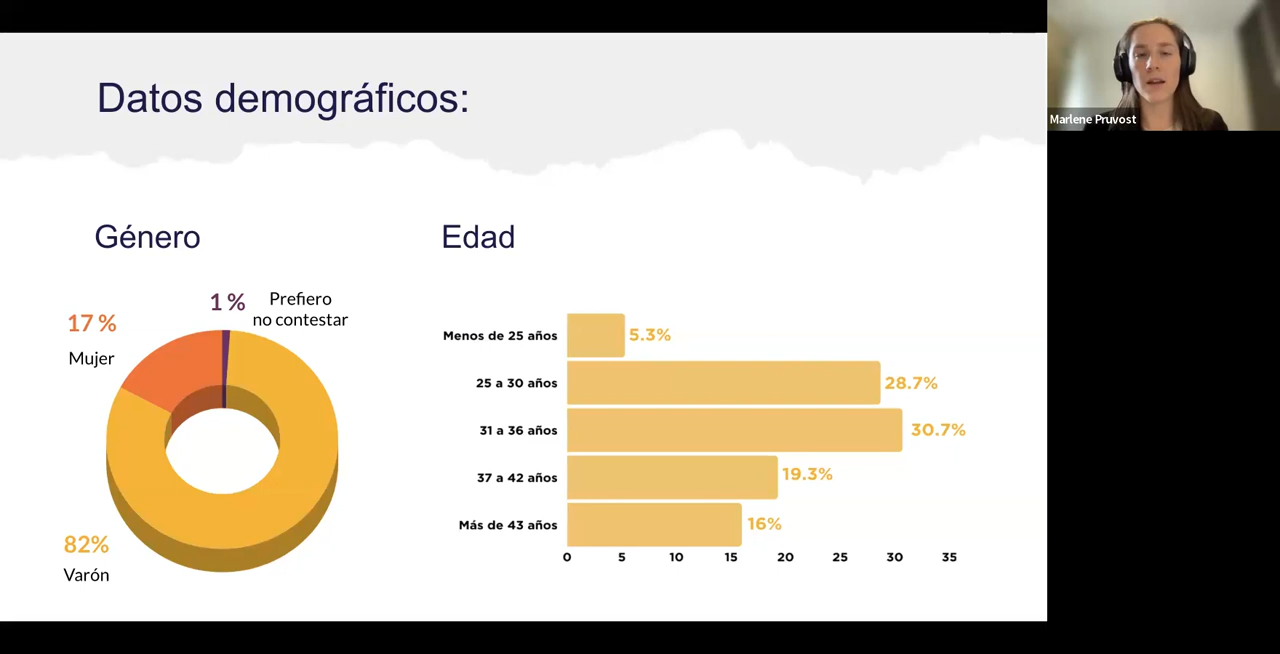 Datos demográficos:
Marlene Pruvost
Género
1 %
Prefiero
no contestar
17 %
Mujer
82%
Varón
Edad
Menos de 25 años
5.3%
25 a 30 años
28.7%
31 a 36 años
30.7%
37 a 42 años
19.3%
Más de 43 años
16%
0 5 10 15 20 25 30 35